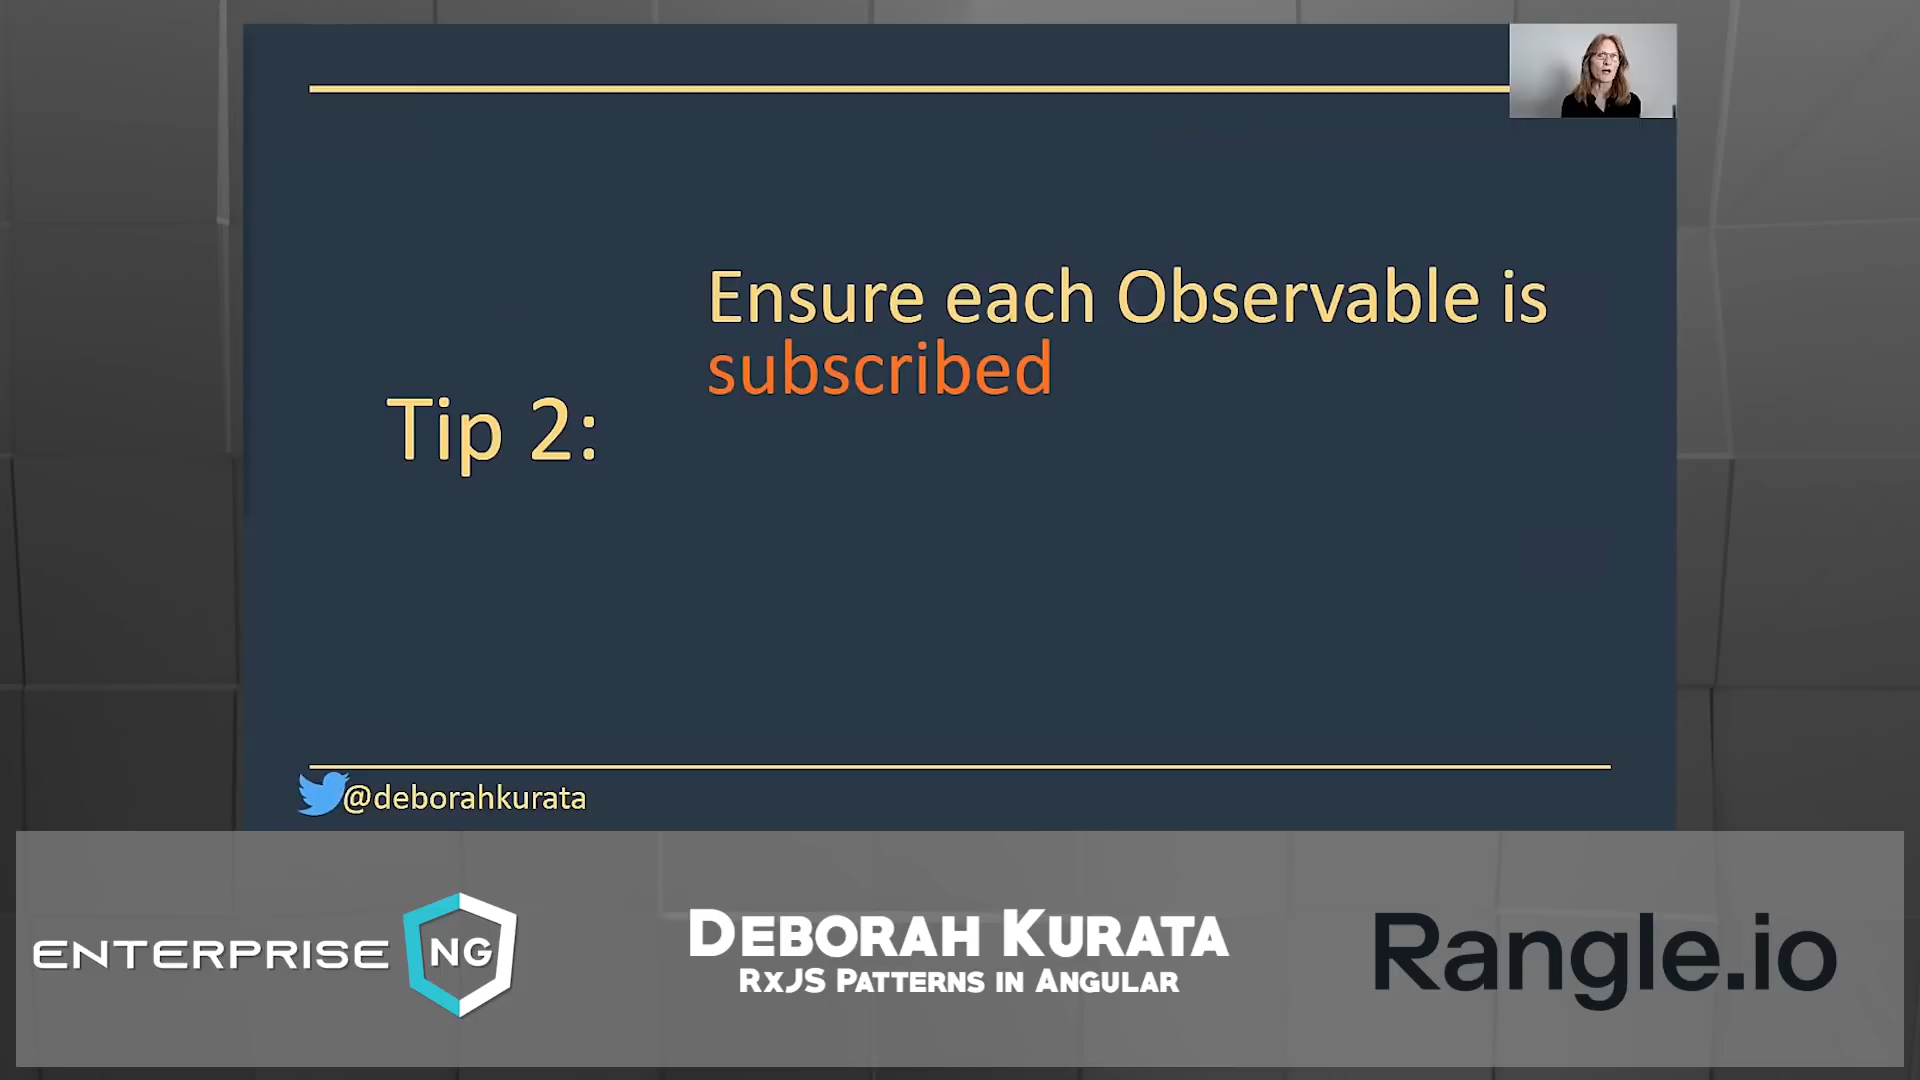 Ensure each Observable is
subscribed
Tip 2:
@deborahkurata
ENTERPRISE NG
DEBORAH KURATA
RXJS PATTERNS IN ANGULAR
Rangle.io